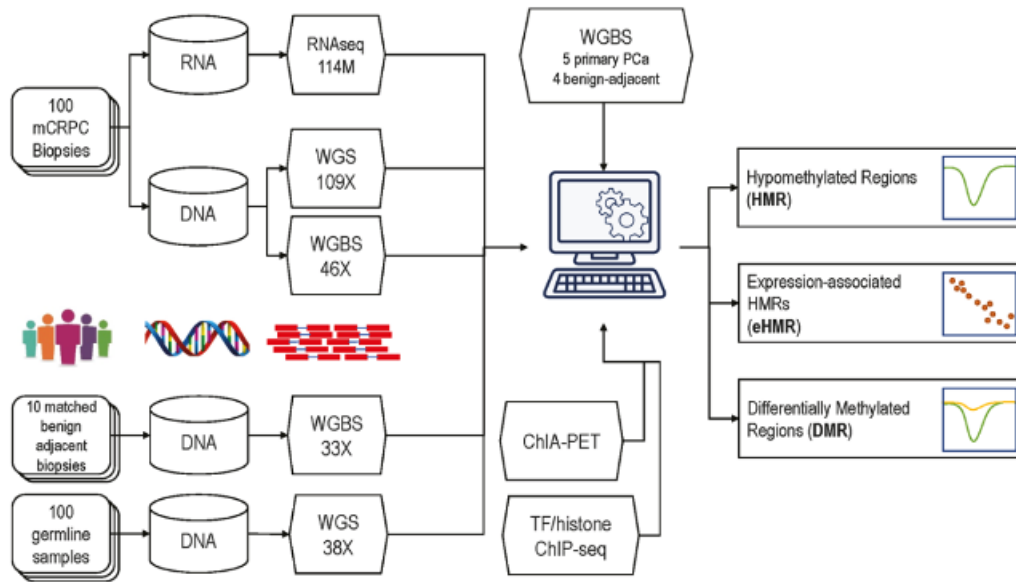 100
mCRPC
Biopsies
RNA
RNAseq
114M
DNA
WGS
109X
WGBS
46X
10 matched
benign
adjacent
biopsies
DNA
WGBS
33X
100
germline
samples
DNA
WGS
38X
WGBS
5 primary PCa
4 benign-adjacent
ChIA-PET
TF/histone
ChIP-seq
Hypomethylated Regions
(HMR)
Expression-associated
HMRs
(eHMR)
Differentially Methylated
Regions (DMR)